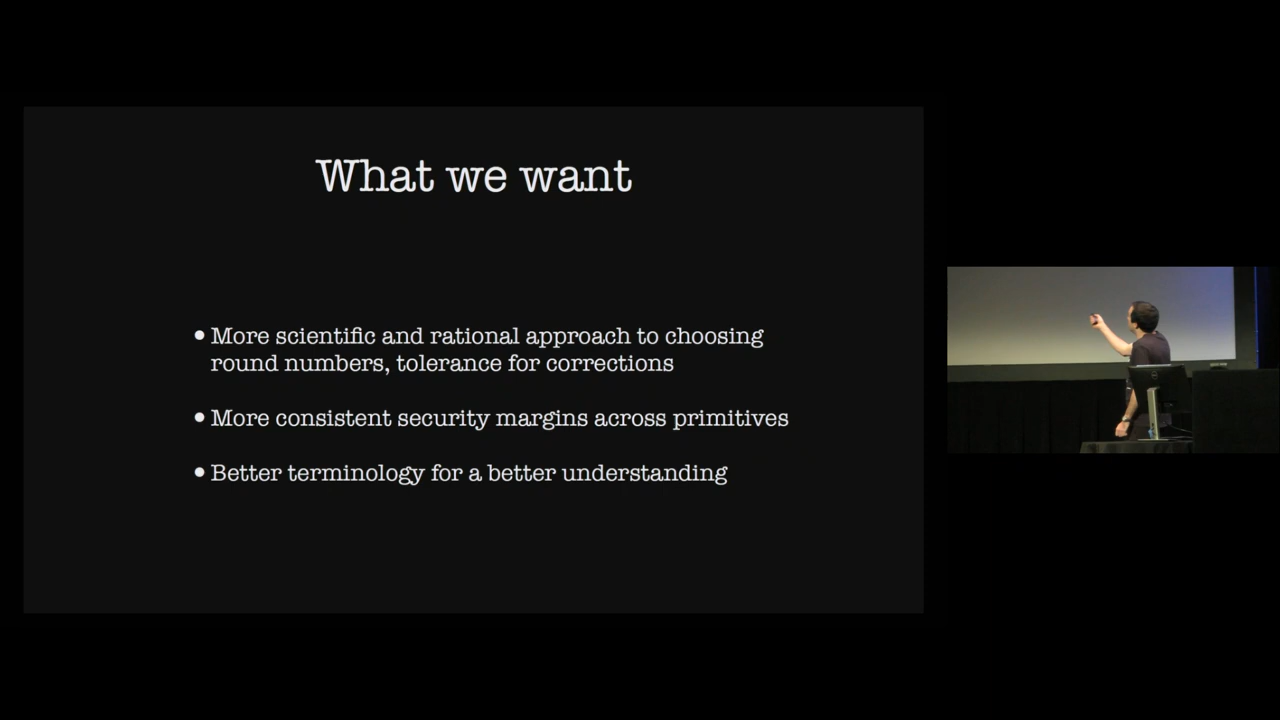 What we want
• More scientific and rational approach to choosing
round numbers, tolerance for corrections
• More consistent security margins across primitives
• Better terminology for a better understanding